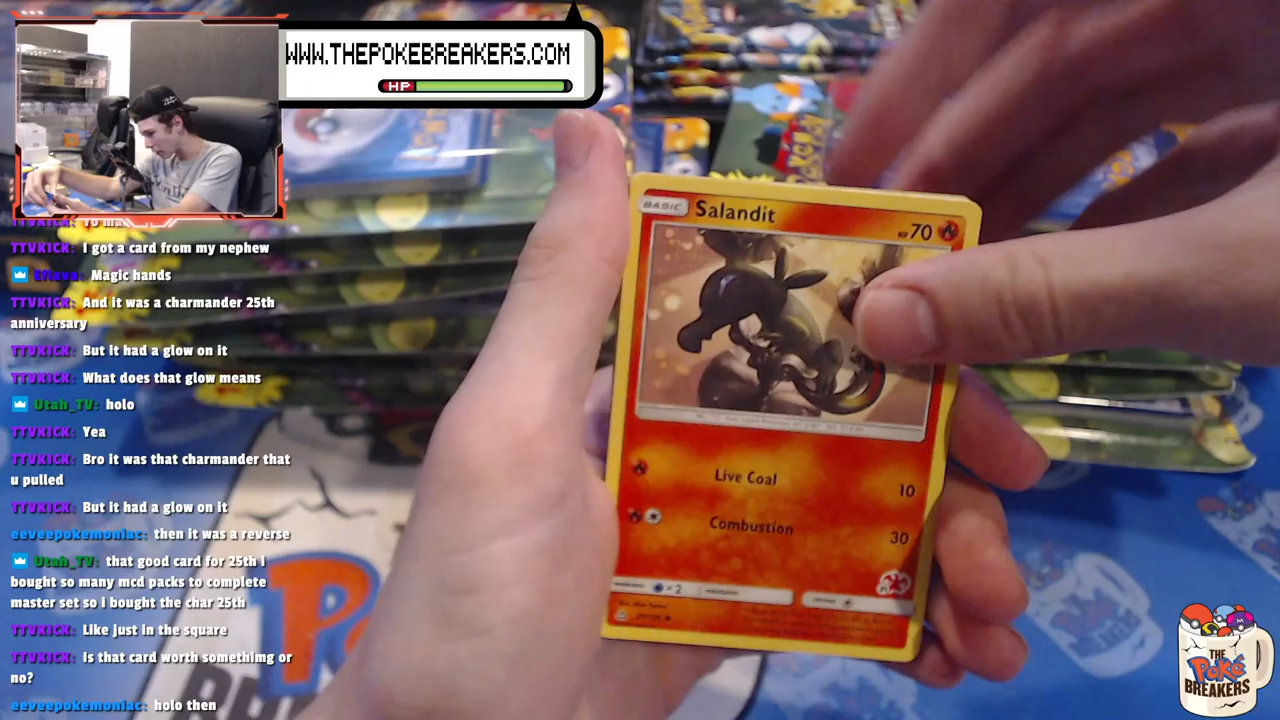 WWW.THEPOKEBREAKERS.COM
HP
Yo ma
TTVKICK: I got a card from my nephew
Eflava: Magic hands
TTVKICK: And it was a charmander 25th
anniversary
TTVKICK: But it had a glow on it
TTVKICK: What does that glow means
Utah_TV: holo
TTVKICK: Yea
TTVKICK: Bro it was that charmander that
u pulled
TTVKICK: But it had a glow on it
eeveepokemoniac: then it was a reverse
Utah_TV: that good card for 25th i
bought so many mcd packs to complete
master set so i bought the char 25th
TTVKICK: Like just in the square
TTVKICK: Is that card worth somethimg or
no?
eeveepokemoniac: holo then
BASIC Salandit
HP 70
Live Coal 10
Combustion 30
×2
THE
Poké
BREAKERS